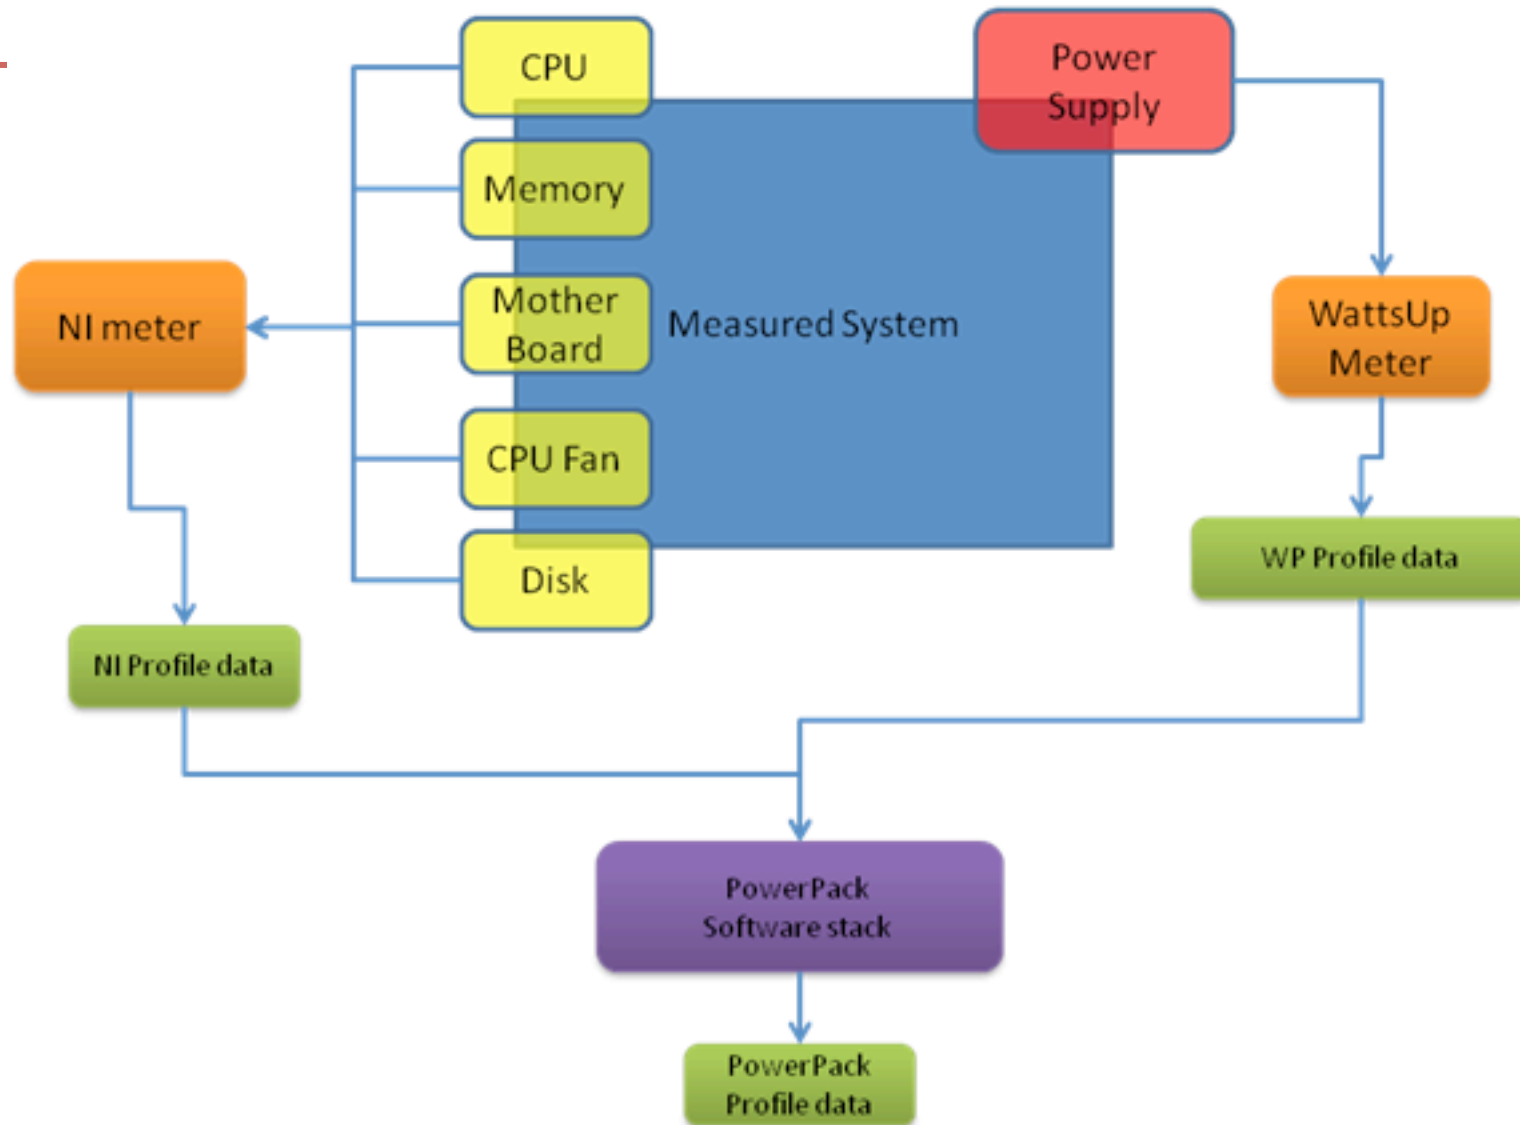 CPU
Power
Supply
Memory
Mother
Board
Measured System
NI meter
WattsUp
Meter
CPU Fan
WP Profile data
Disk
NI Profile data
PowerPack
Software stack
PowerPack
Profile data